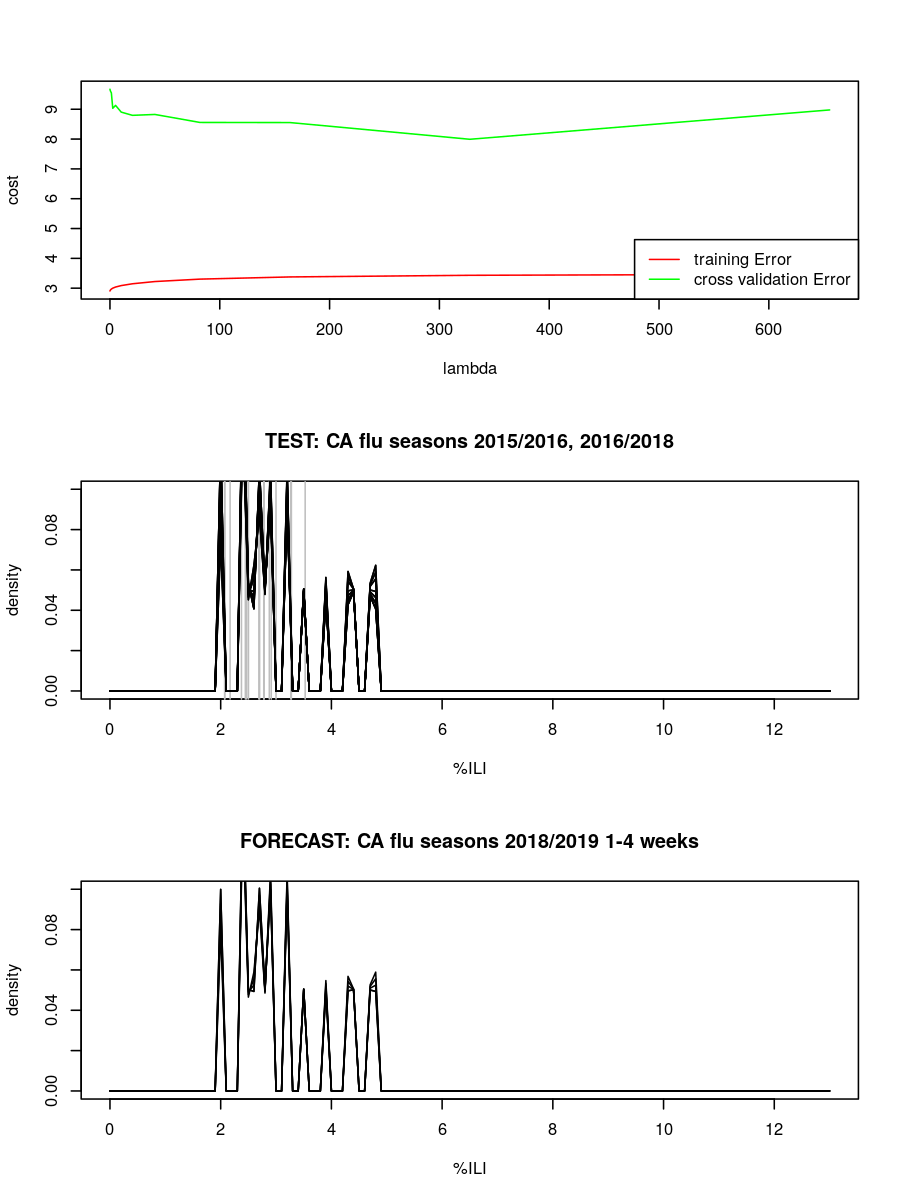 9
8
7
6
5
4
3
cost
training Error
cross validation Error
0 100 200 300 400 500 600
lambda
TEST: CA flu seasons 2015/2016, 2016/2018
0.08
0.04
0.00
density
0 2 4 6 8 10 12
%ILI
FORECAST: CA flu seasons 2018/2019 1-4 weeks
0.08
0.04
0.00
density
0 2 4 6 8 10 12
%ILI